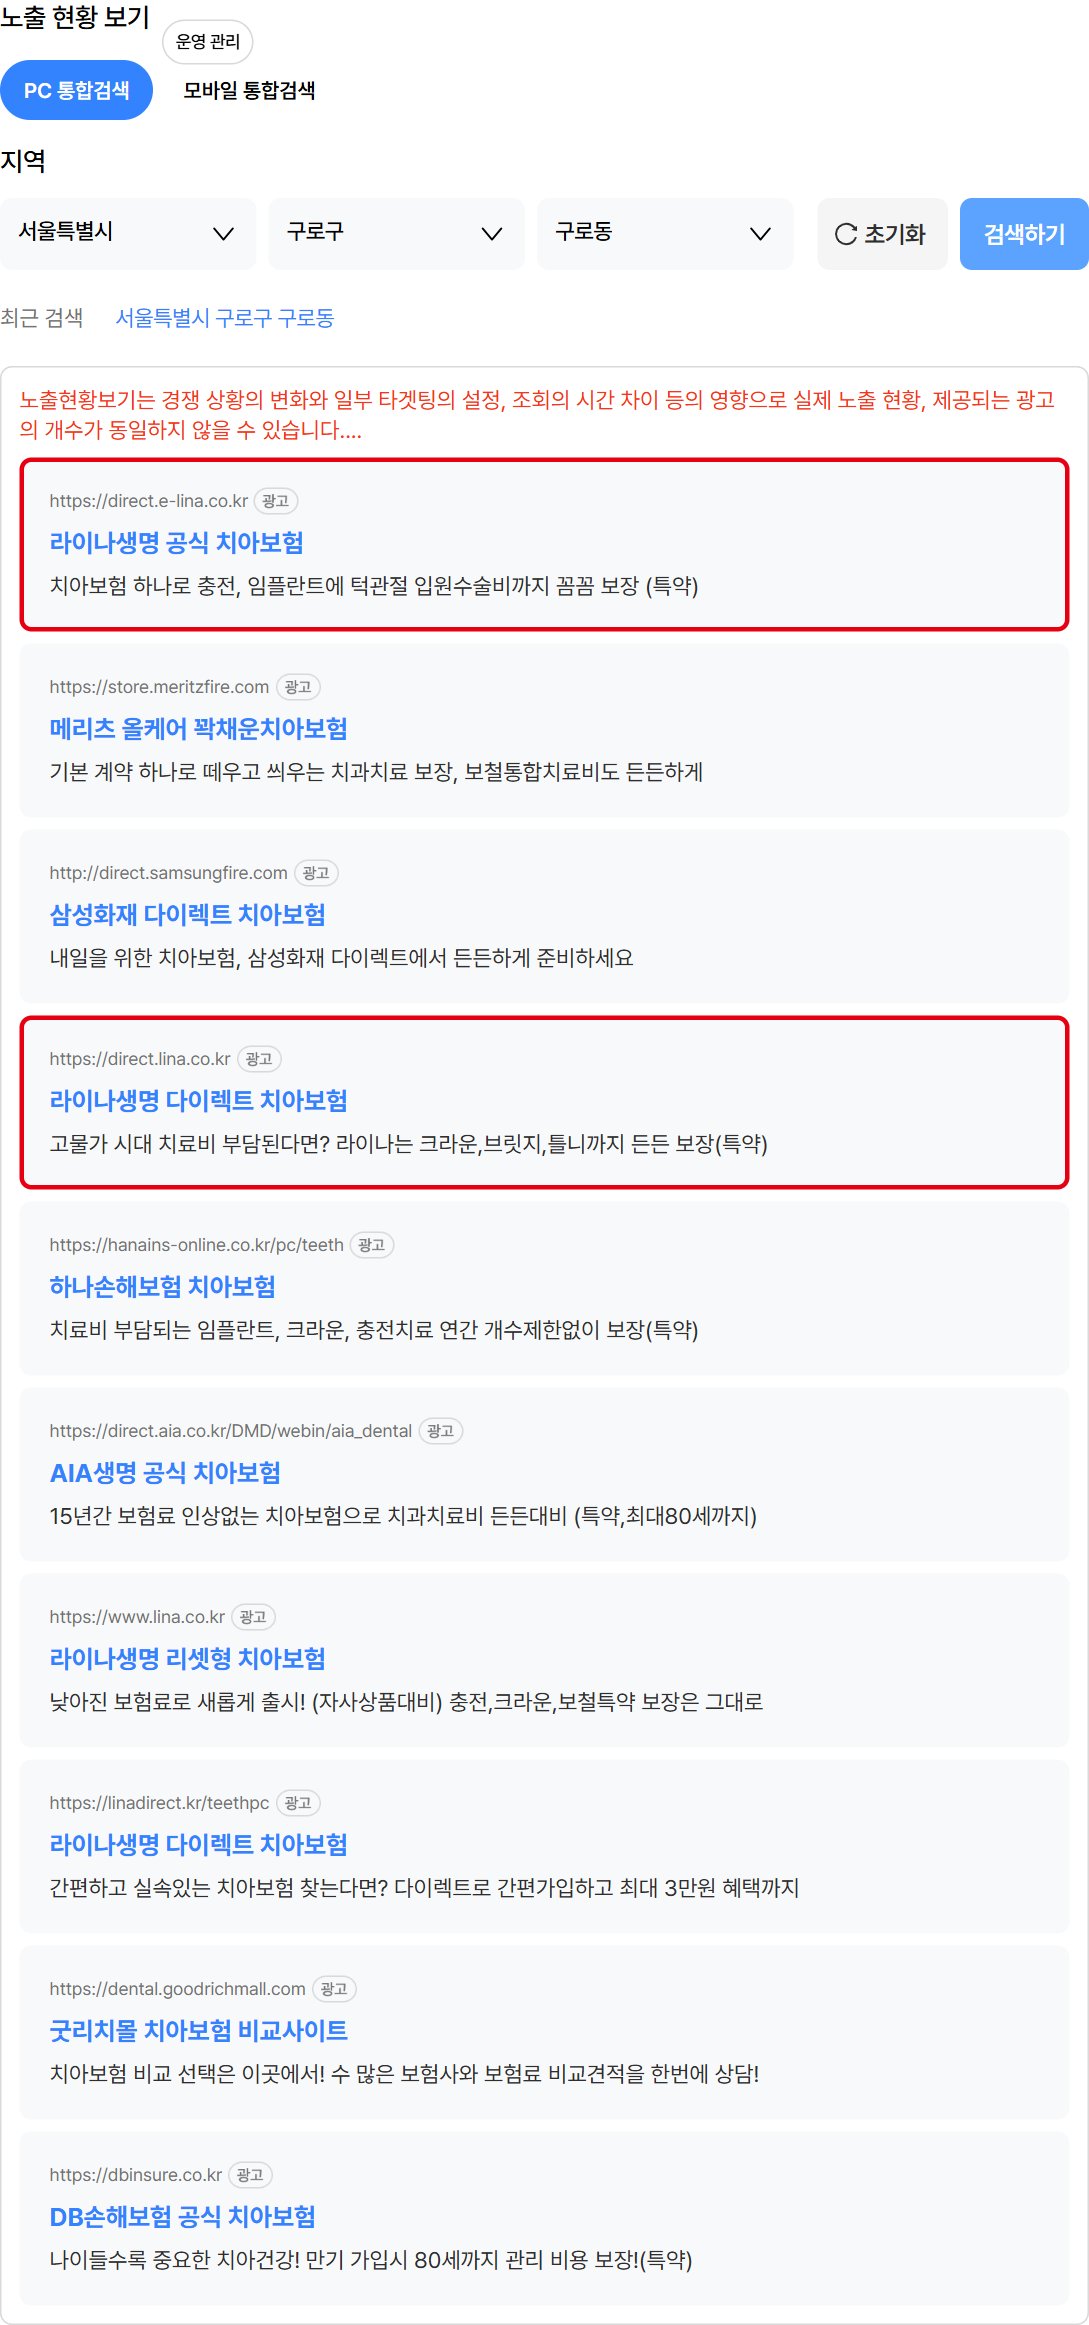 노출 현황 보기
운영 관리
PC 통합검색
모바일 통합검색
지역
서울특별시
구로구
구로동
초기화
검색하기
최근 검색
서울특별시 구로구 구로동
노출현황보기는 경쟁 상황의 변화와 일부 타겟팅의 설정, 조회의 시간 차이 등의 영향으로 실제 노출 현황, 제공되는 광고
의 개수가 동일하지 않을 수 있습니다....
https://direct.e-lina.co.kr 광고
라이나생명 공식 치아보험
치아보험 하나로 충전, 임플란트에 턱관절 입원수술비까지 꼼꼼 보장 (특약)
https://store.meritzfire.com 광고
메리츠 올케어 꽉채운치아보험
기본 계약 하나로 떼우고 씌우는 치과치료 보장, 보철통합치료비도 든든하게
http://direct.samsungfire.com 광고
삼성화재 다이렉트 치아보험
내일을 위한 치아보험, 삼성화재 다이렉트에서 든든하게 준비하세요
https://direct.lina.co.kr 광고
라이나생명 다이렉트 치아보험
고물가 시대 치료비 부담된다면? 라이나는 크라운,브릿지,틀니까지 든든 보장(특약)
https://hanains-online.co.kr/pc/teeth 광고
하나손해보험 치아보험
치료비 부담되는 임플란트, 크라운, 충전치료 연간 개수제한없이 보장(특약)
https://direct.aia.co.kr/DMD/webin/aia_dental 광고
AIA생명 공식 치아보험
15년간 보험료 인상없는 치아보험으로 치과치료비 든든대비 (특약,최대80세까지)
https://www.lina.co.kr 광고
라이나생명 리셋형 치아보험
낮아진 보험료로 새롭게 출시! (자사상품대비) 충전,크라운,보철특약 보장은 그대로
https://linadirect.kr/teethpc 광고
라이나생명 다이렉트 치아보험
간편하고 실속있는 치아보험 찾는다면? 다이렉트로 간편가입하고 최대 3만원 혜택까지
https://dental.goodrichmall.com 광고
굿리치몰 치아보험 비교사이트
치아보험 비교 선택은 이곳에서! 수 많은 보험사와 보험료 비교견적을 한번에 상담!
https://dbinsure.co.kr 광고
DB손해보험 공식 치아보험
나이들수록 중요한 치아건강! 만기 가입시 80세까지 관리 비용 보장!(특약)